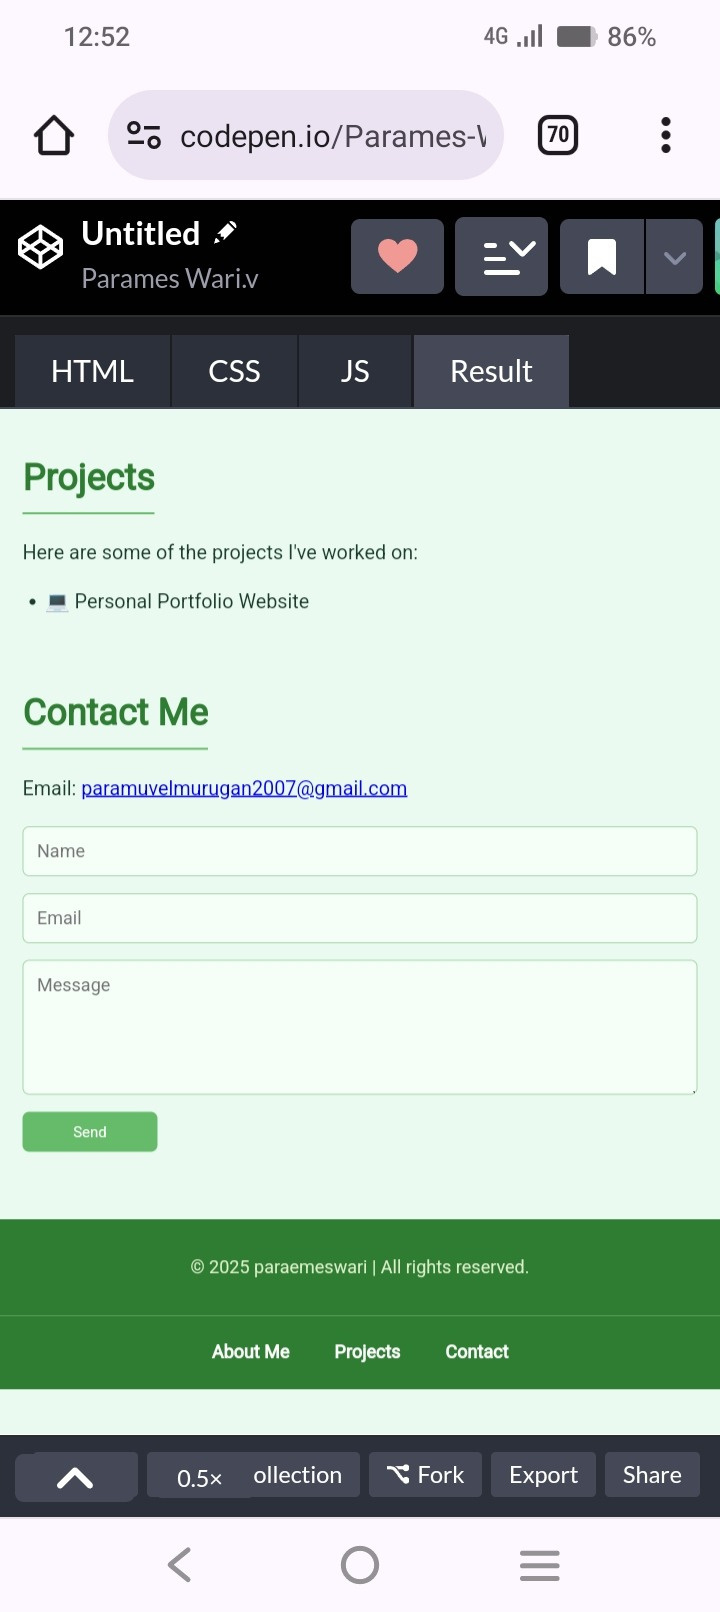 12:52 4G 86%
codepen.io/Parames- 70
Untitled
Parames Wari.v
HTML CSS JS Result
Projects
Here are some of the projects I've worked on:
• 💻 Personal Portfolio Website
Contact Me
Email: paramuvelmurugan2007@gmail.com
Name
Email
Message
Send
© 2025 paraemeswari | All rights reserved.
About Me Projects Contact
0.5× ollection Fork Export Share